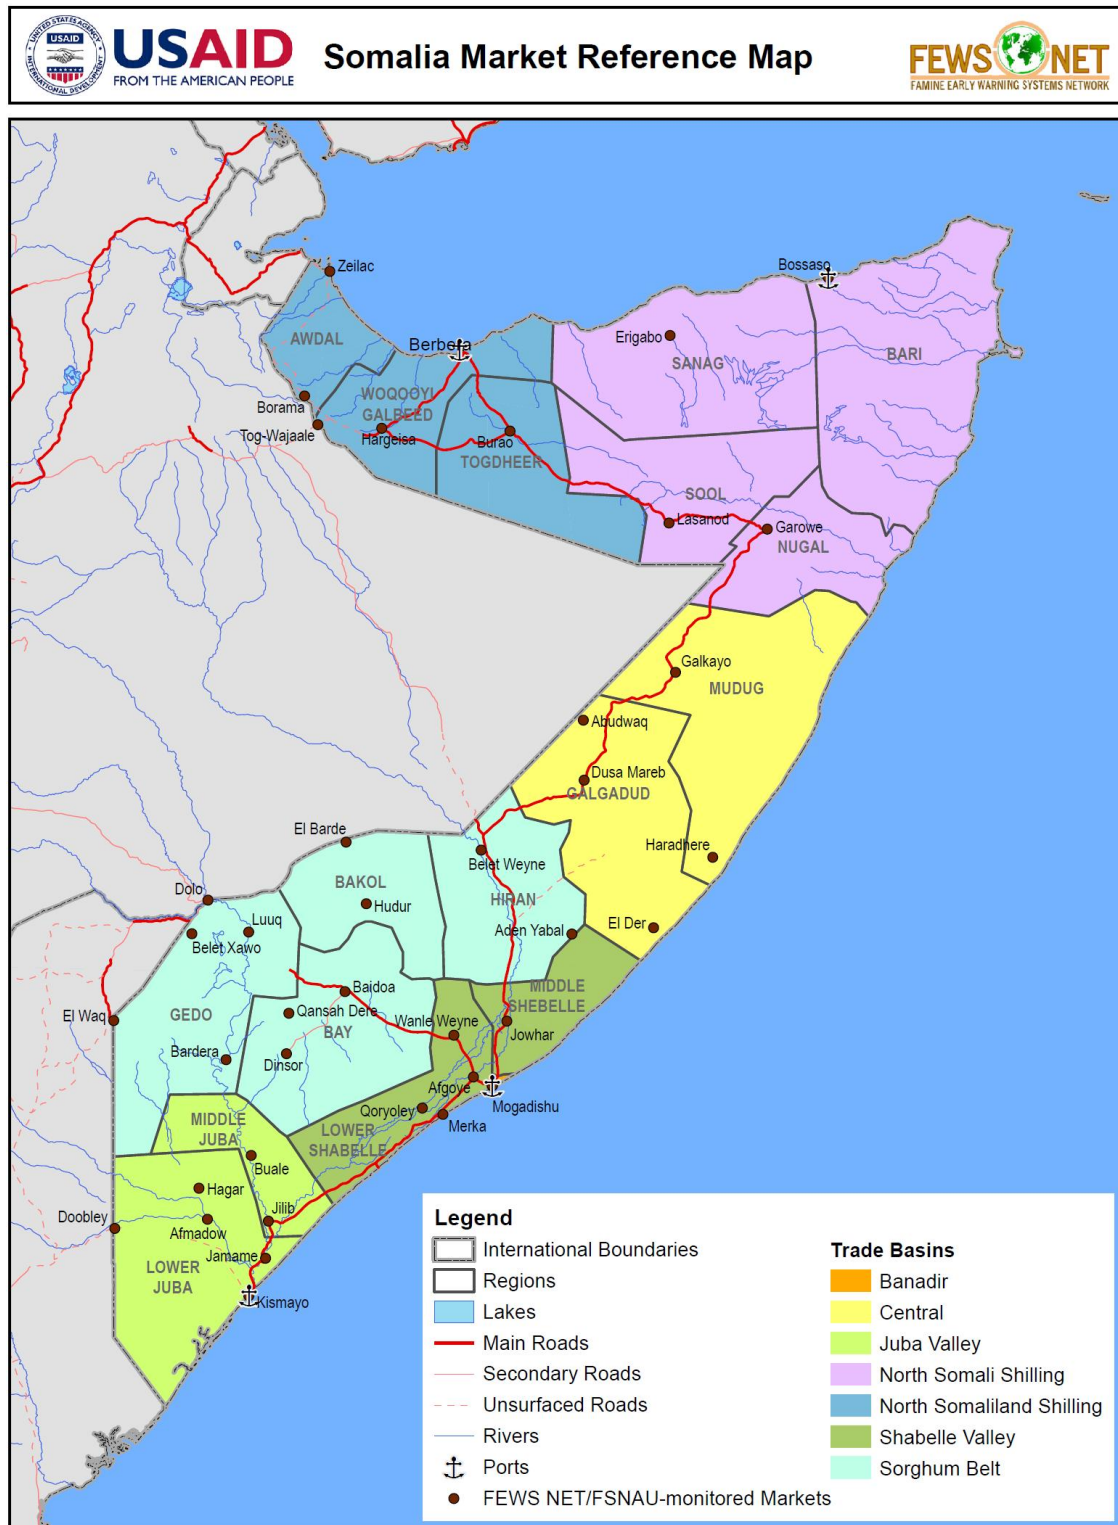 UNITED STATES AGENCY
USAID
INTERNATIONAL DEVELOPMENT
USAID
FROM THE AMERICAN PEOPLE
Somalia Market Reference Map
FEWS NET
FAMINE EARLY WARNING SYSTEMS NETWORK
Zeilac
Bossaso
AWDAL
Berbera
Erigabo
SANAG
BARI
WOQOOYI
GALBEED
Borama
Tog-Wajaale
Hargeisa
Burao
TOGDHEER
SOOL
Lasanod
Garowe
NUGAL
Galkayo
MUDUG
Abudwaq
Dusa Mareb
GALGADUD
El Barde
Belet Weyne
Haradhere
BAKOL
Dolo
Hudur
HIRAN
Luuq
Aden Yabal
El Der
Belet Xawo
MIDDLE
SHEBELLE
Baidoa
El Waq
GEDO
Qansah Dere
BAY
Wanle Weyne
Jowhar
Bardera
Dinsor
Afgoye
Mogadishu
Qoryoley
Merka
MIDDLE
JUBA
LOWER
SHABELLE
Buale
Hagar
Doobley
Afmadow
Jilib
Jamame
LOWER
JUBA
Kismayo
Legend
International Boundaries
Regions
Lakes
Main Roads
Secondary Roads
Unsurfaced Roads
Rivers
Ports
FEWS NET/FSNAU-monitored Markets
Trade Basins
Banadir
Central
Juba Valley
North Somali Shilling
North Somaliland Shilling
Shabelle Valley
Sorghum Belt